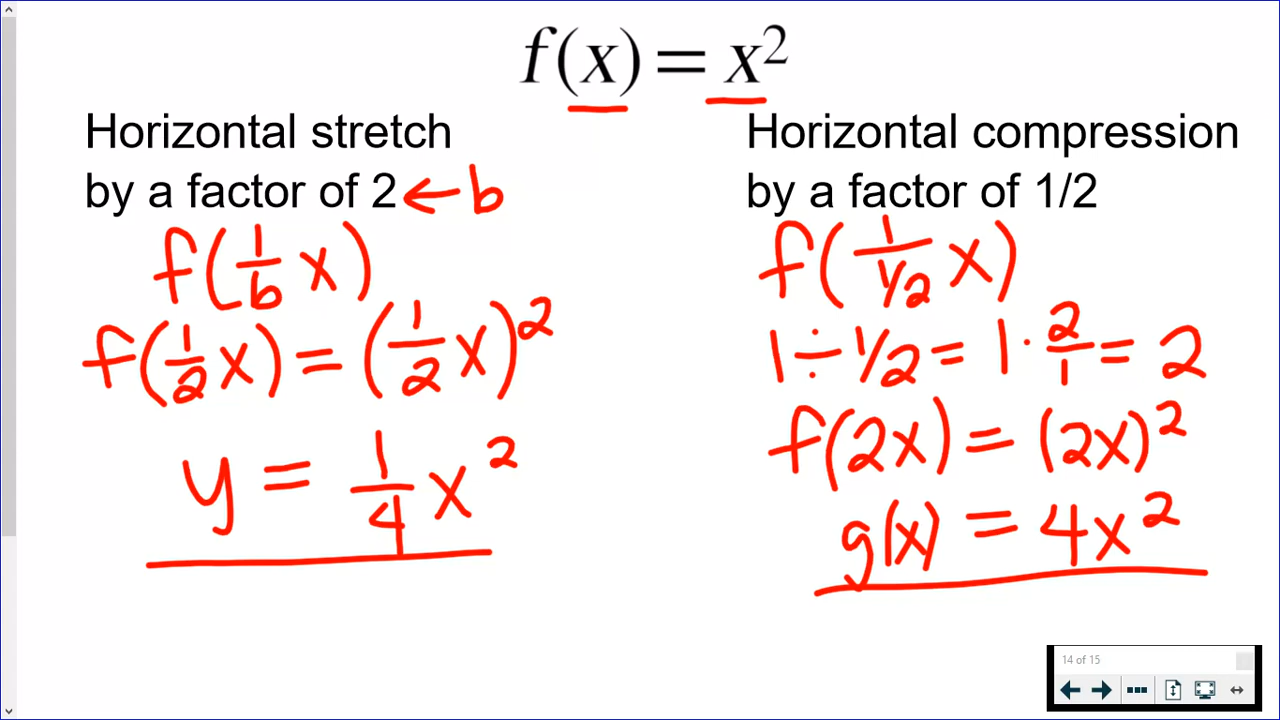 f(x) = x²
Horizontal stretch
by a factor of 2 ← b
f(1/b x)
f(1/2 x) = (1/2 x)²
y = 1/4 x²
Horizontal compression
by a factor of 1/2
f(1/(1/2) x)
1 ÷ 1/2 = 1 · 2/1 = 2
f(2x) = (2x)²
g(x) = 4x²
14 of 15